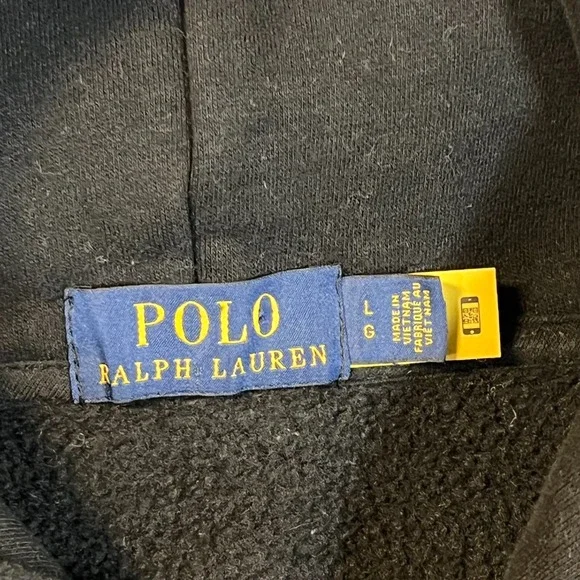 POLO
RALPH LAUREN
L
G
MADE IN
VIETNAM
FABRIQUÉ AU
VIET NAM